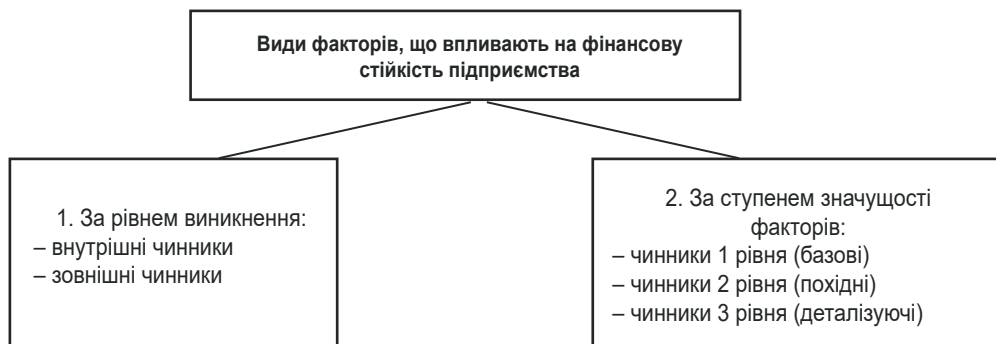 Види факторів, що впливають на фінансову
стійкість підприємства
1. За рівнем виникнення:
– внутрішні чинники
– зовнішні чинники
2. За ступенем значущості
факторів:
– чинники 1 рівня (базові)
– чинники 2 рівня (похідні)
– чинники 3 рівня (деталізуючі)